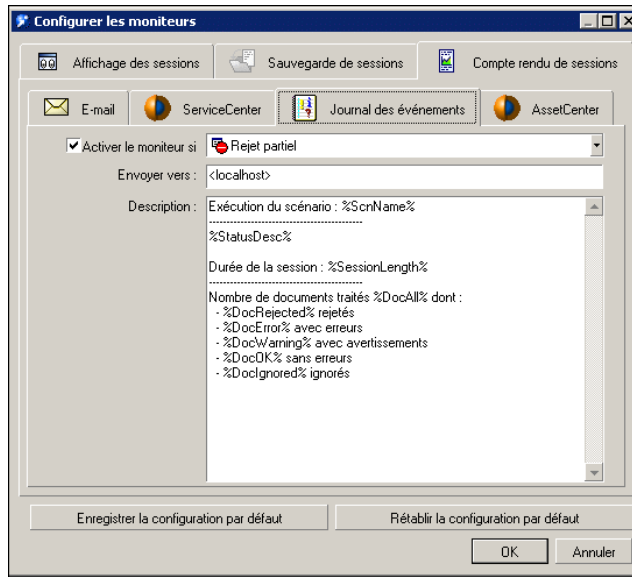 Configurer les moniteurs
Affichage des sessions
Sauvegarde de sessions
Compte rendu de sessions
E-mail
ServiceCenter
Journal des événements
AssetCenter
Activer le moniteur si
Rejet partiel
Envoyer vers :
<localhost>
Description :
Exécution du scénario : %ScnName%
--------------------------------------------
%StatusDesc%
Durée de la session : %SessionLength%
--------------------------------------------
Nombre de documents traités %DocAll% dont :
- %DocRejected% rejetés
- %DocError% avec erreurs
- %DocWarning% avec avertissements
- %DocOK% sans erreurs
- %DocIgnored% ignorés
Enregistrer la configuration par défaut
Rétablir la configuration par défaut
OK
Annuler